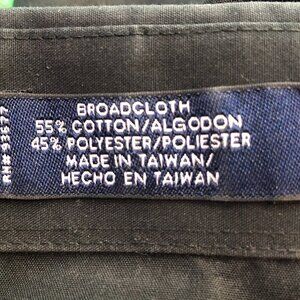 BROADCLOTH
55% COTTON/ALGODON
45% POLYESTER/POLIESTER
MADE IN TAIWAN/
HECHO EN TAIWAN